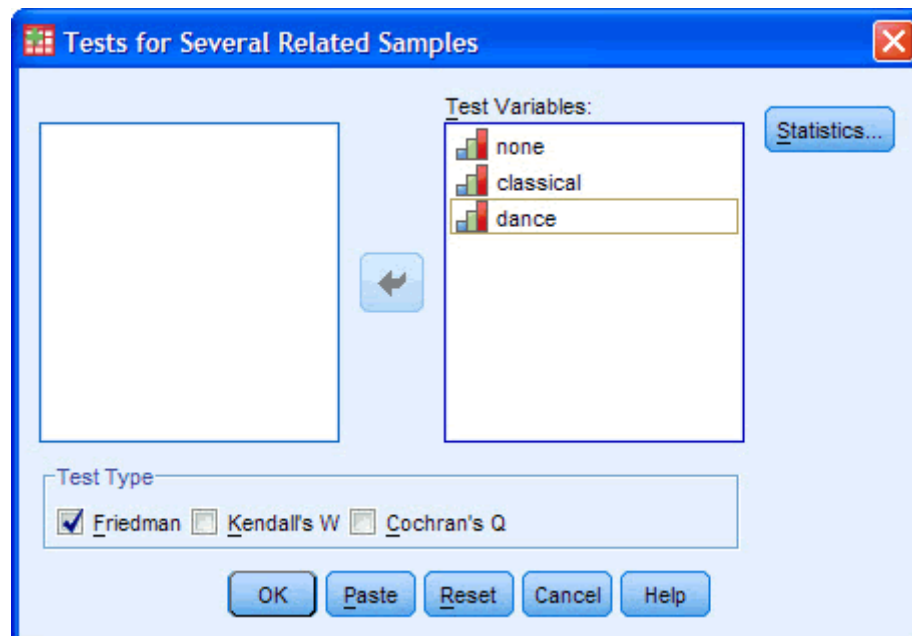 Tests for Several Related Samples
Test Variables:
none
classical
dance
Statistics...
Test Type
Friedman Kendall's W Cochran's Q
OK Paste Reset Cancel Help